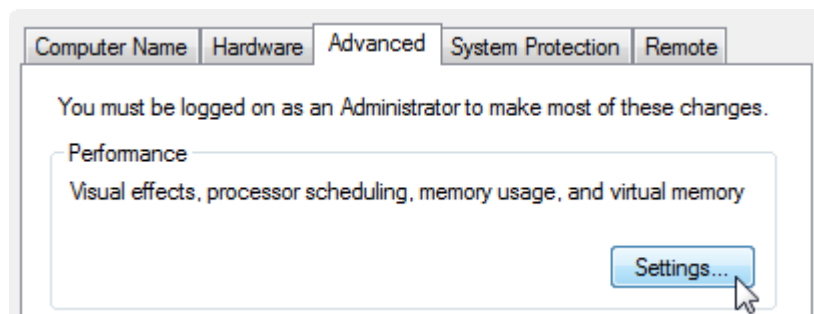 Computer Name Hardware Advanced System Protection Remote
You must be logged on as an Administrator to make most of these changes.
Performance
Visual effects, processor scheduling, memory usage, and virtual memory
Settings...